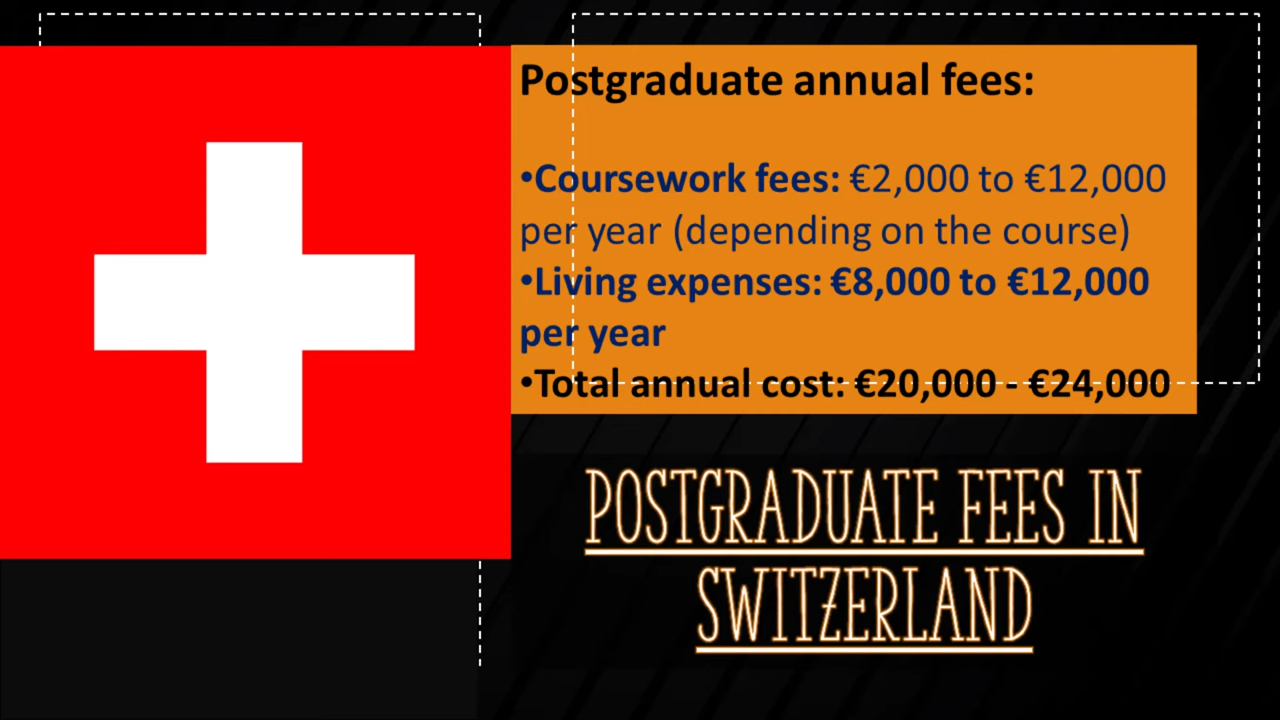 Postgraduate annual fees:
•Coursework fees: €2,000 to €12,000
per year (depending on the course)
•Living expenses: €8,000 to €12,000
per year
•Total annual cost: €20,000 - €24,000
POSTGRADUATE FEES IN
SWITZERLAND